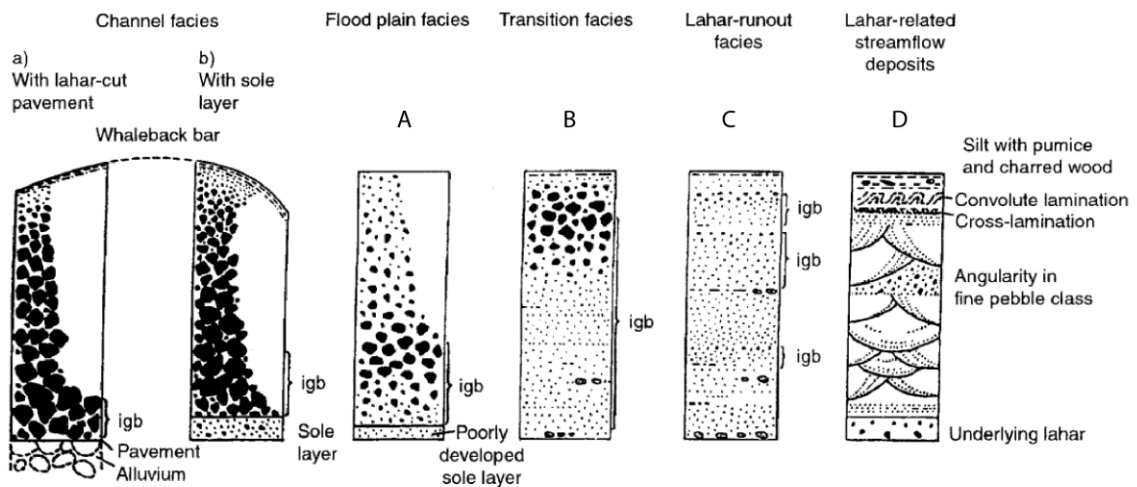 Channel facies
Flood plain facies
Transition facies
Lahar-runout
facies
Lahar-related
streamflow
deposits
a)
With lahar-cut
pavement
b)
With sole
layer
Whaleback bar
A
B
C
D
Silt with pumice
and charred wood
Convolute lamination
Cross-lamination
Angularity in
fine pebble class
igb
igb
igb
igb
igb
igb
igb
Pavement
Alluvium
Sole
layer
Poorly
developed
sole layer
Underlying lahar